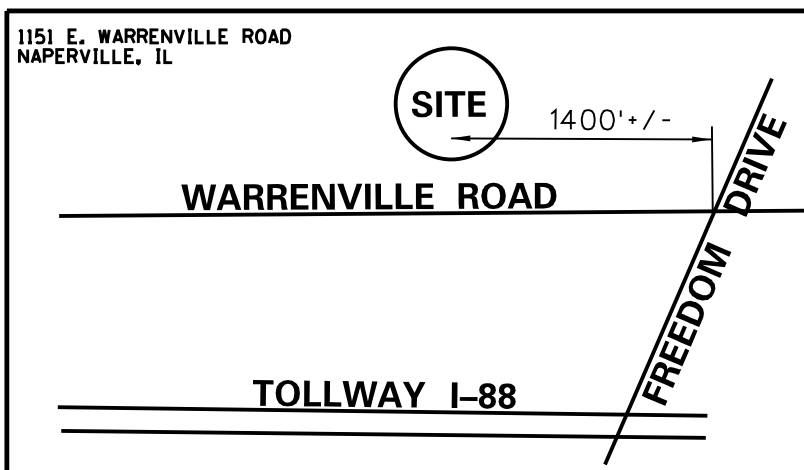 1151 E. WARRENVILLE ROAD
NAPERVILLE, IL
SITE
1400'+/-
WARRENVILLE ROAD
FREEDOM DRIVE
TOLLWAY I-88